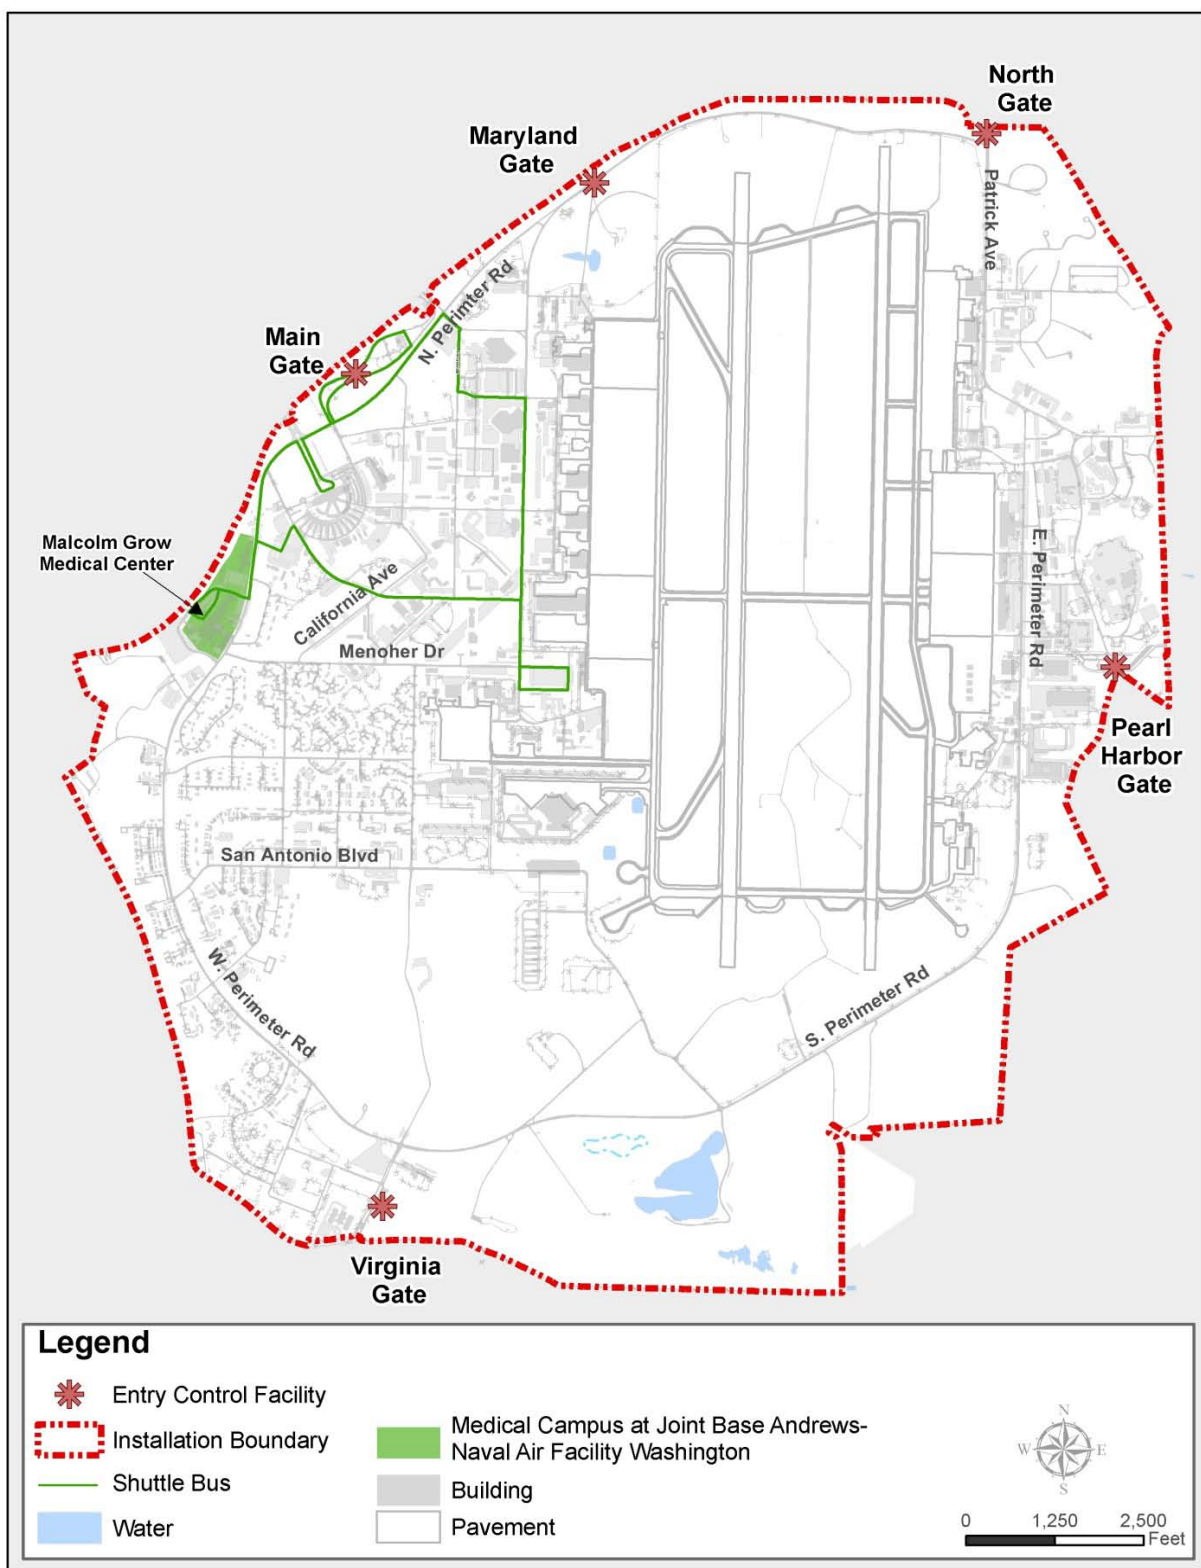 North
Gate
Maryland
Gate
Patrick Ave
N. Perimter Rd
Main
Gate
Malcolm Grow
Medical Center
California Ave
E. Perimeter Rd
Menoher Dr
Pearl
Harbor
Gate
San Antonio Blvd
W. Perimeter Rd
S. Perimeter Rd
Virginia
Gate
Legend
Entry Control Facility
Installation Boundary
Shuttle Bus
Water
Medical Campus at Joint Base Andrews-
Naval Air Facility Washington
Building
Pavement
N
W
E
S
0 1,250 2,500
Feet